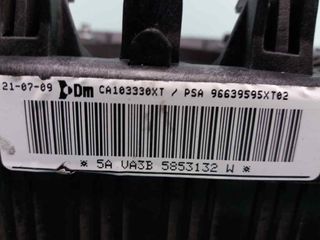 21-07-09 Dm CA103330XT / PSA 96639595XT02
* 5A VA3B 5853132 W *